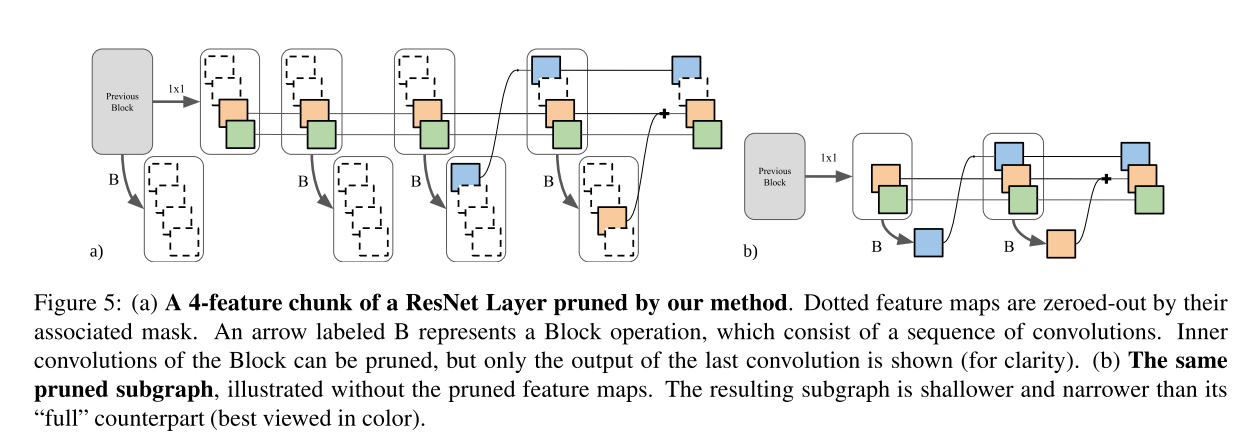 Previous
Block
1x1
B
B
B
B
a)
Previous
Block
1x1
B
B
b)
Figure 5: (a) A 4-feature chunk of a ResNet Layer pruned by our method. Dotted feature maps are zeroed-out by their
associated mask. An arrow labeled B represents a Block operation, which consist of a sequence of convolutions. Inner
convolutions of the Block can be pruned, but only the output of the last convolution is shown (for clarity). (b) The same
pruned subgraph, illustrated without the pruned feature maps. The resulting subgraph is shallower and narrower than its
“full” counterpart (best viewed in color).